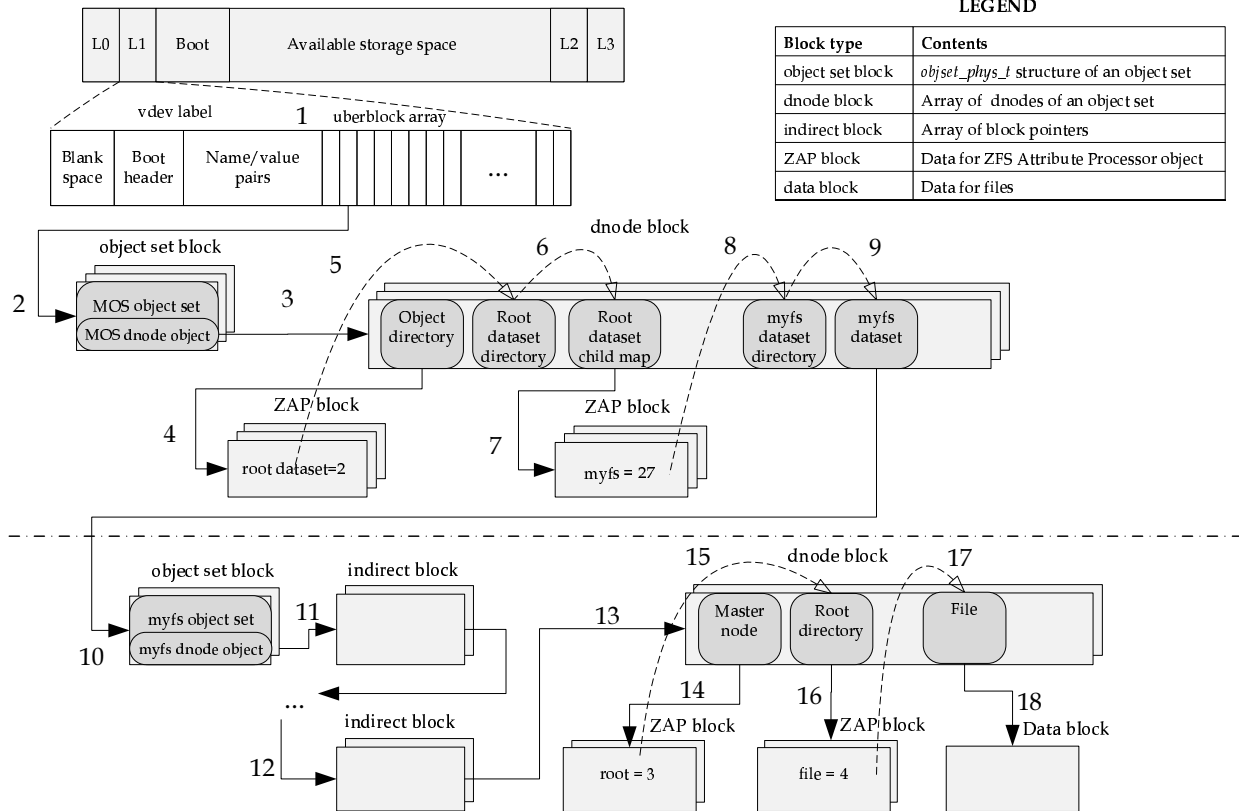 LEGEND
L0 L1 Boot Available storage space L2 L3
Block type Contents
object set block objset_phys_t structure of an object set
dnode block Array of dnodes of an object set
indirect block Array of block pointers
ZAP block Data for ZFS Attribute Processor object
data block Data for files
vdev label 1 uberblock array
Blank space
Boot header
Name/value pairs
...
object set block
2
MOS object set
MOS dnode object
3
dnode block
5
6
8
9
Object directory
Root dataset directory
Root dataset child map
myfs dataset directory
myfs dataset
4
ZAP block
root dataset=2
7
ZAP block
myfs = 27
object set block
10
myfs object set
myfs dnode object
11
indirect block
...
12
indirect block
13
15
dnode block
17
Master node
Root directory
File
14
ZAP block
root = 3
16
ZAP block
file = 4
18
Data block